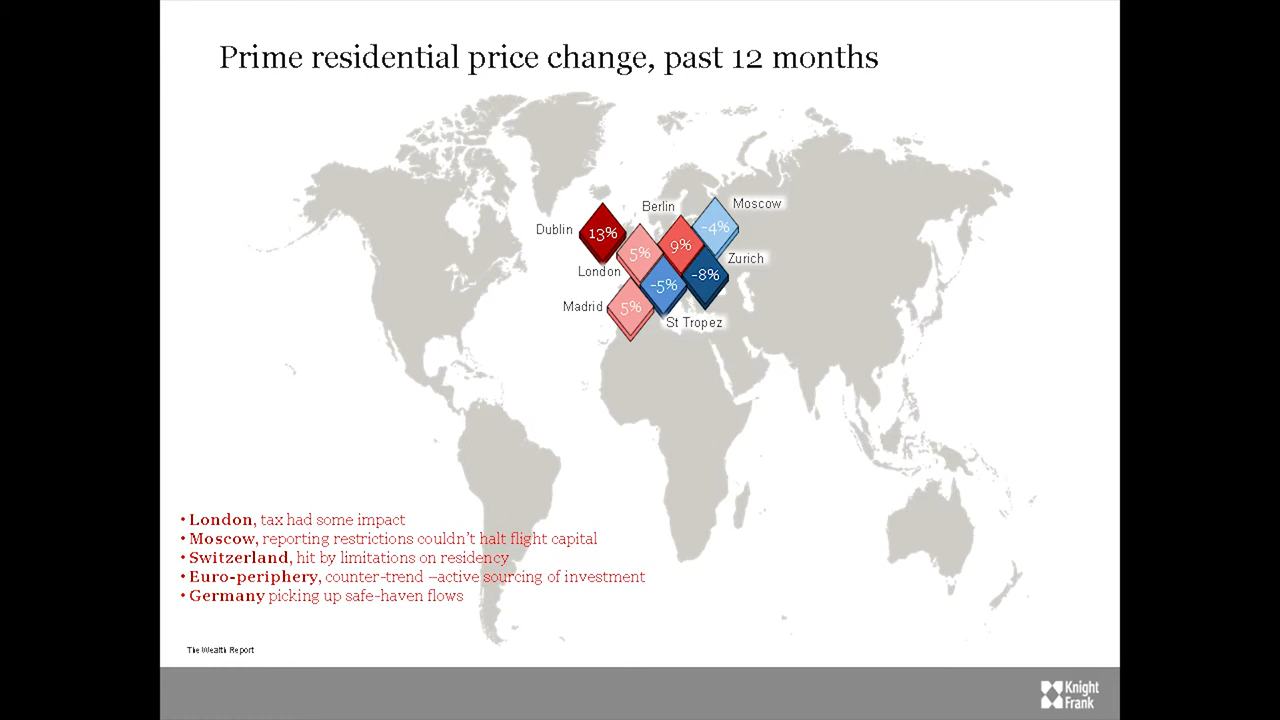 Prime residential price change, past 12 months
Berlin
Moscow
Dublin
13%
5%
9%
-4%
London
Zurich
-5%
-8%
Madrid
5%
St Tropez
• London, tax had some impact
• Moscow, reporting restrictions couldn't halt flight capital
• Switzerland, hit by limitations on residency
• Euro-periphery, counter-trend –active sourcing of investment
• Germany picking up safe-haven flows
The Wealth Report
Knight
Frank